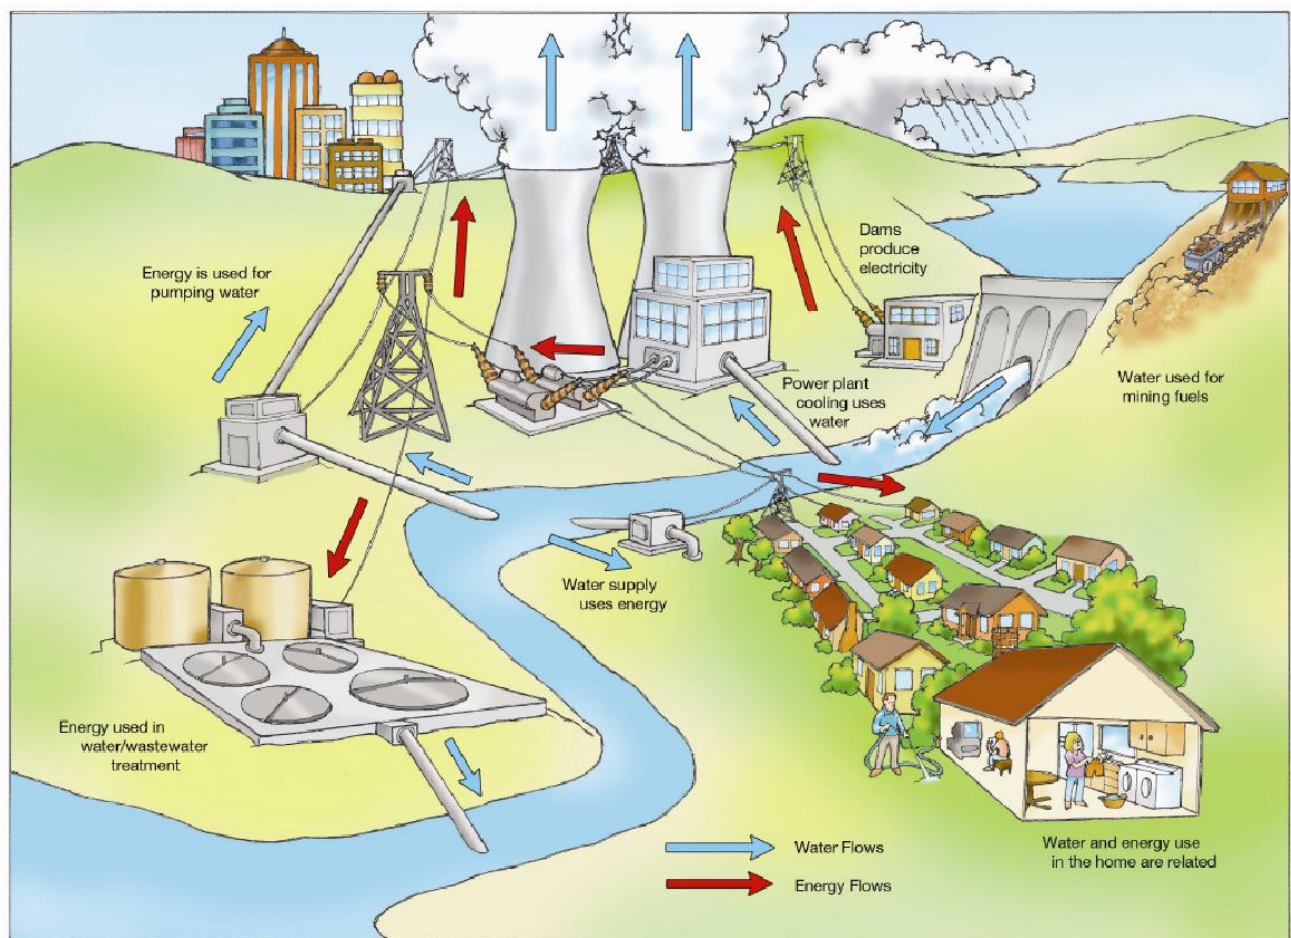 Dams
produce
electricity
Energy is used for
pumping water
Water used for
mining fuels
Power plant
cooling uses
water
Water supply
uses energy
Energy used in
water/wastewater
treatment
Water Flows
Energy Flows
Water and energy use
in the home are related